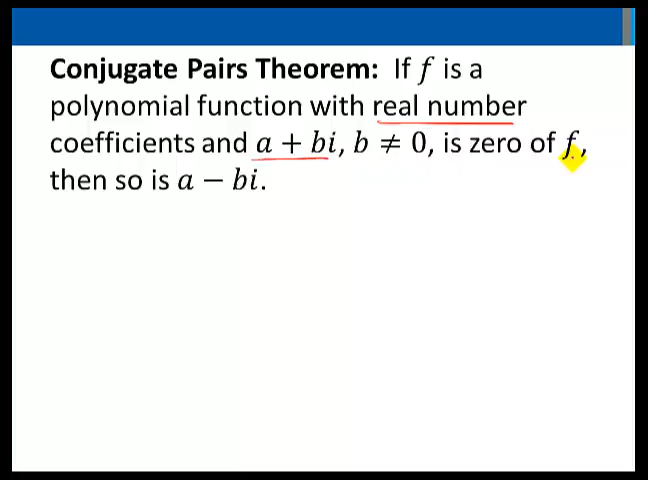 Conjugate Pairs Theorem: If f is a
polynomial function with real number
coefficients and a + bi, b ≠ 0, is zero of f,
then so is a − bi.